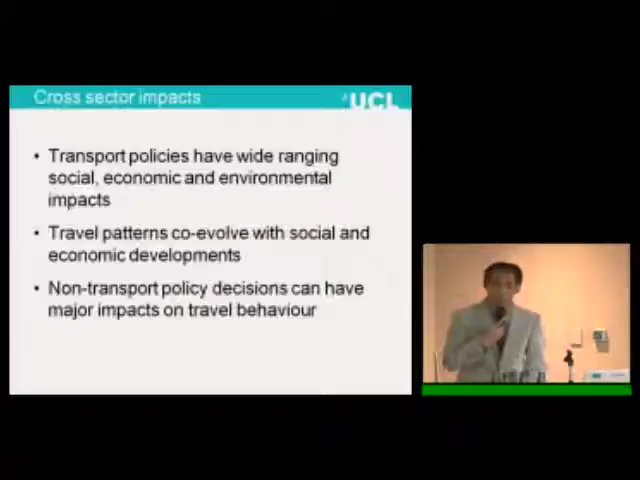 Cross sector impacts
UCL
• Transport policies have wide ranging
social, economic and environmental
impacts
• Travel patterns co-evolve with social and
economic developments
• Non-transport policy decisions can have
major impacts on travel behaviour